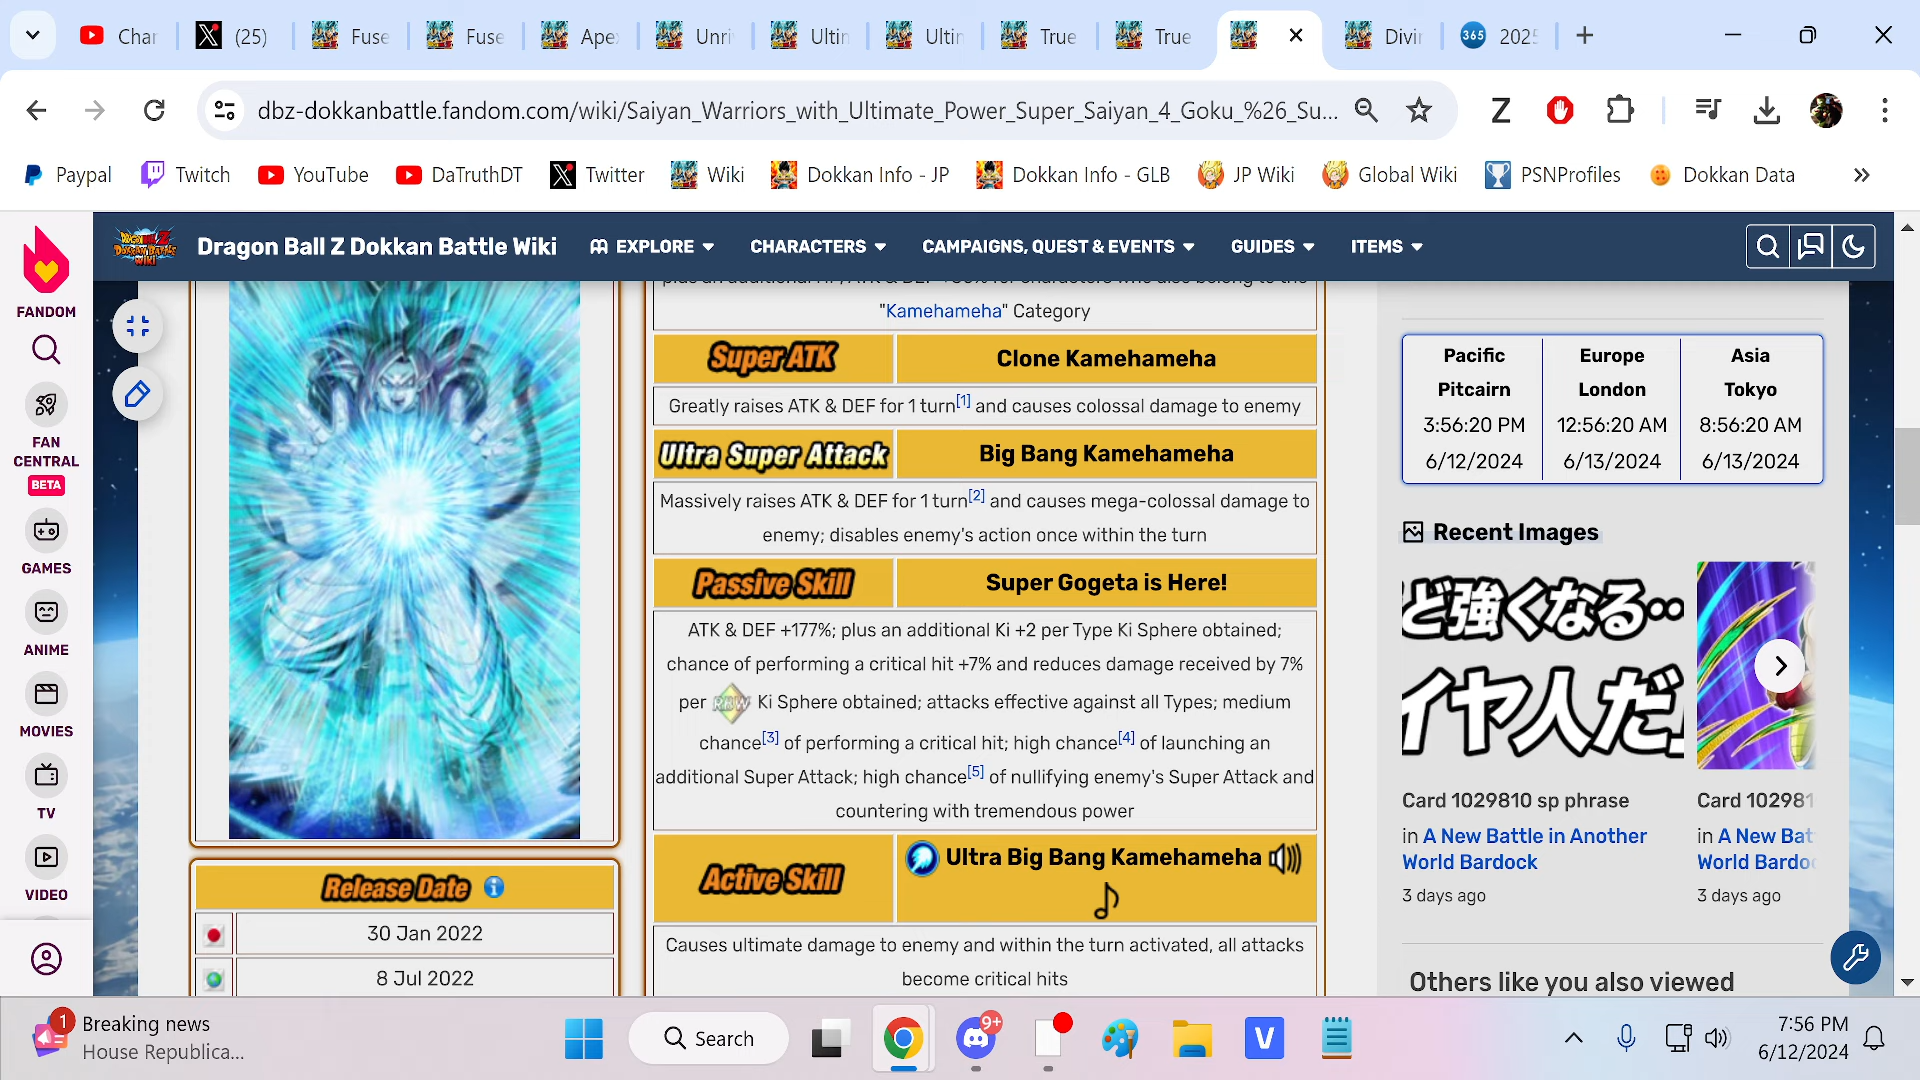 Char
(25)
Fuse
Fuse
Ape
Unri
Ultin
Ultin
True
True
Divin
365
2025
dbz-dokkanbattle.fandom.com/wiki/Saiyan_Warriors_with_Ultimate_Power_Super_Saiyan_4_Goku_%26_Su...
Paypal
Twitch
YouTube
DaTruthDT
Twitter
Wiki
Dokkan Info - JP
Dokkan Info - GLB
JP Wiki
Global Wiki
PSNProfiles
Dokkan Data
Dragon Ball Z Dokkan Battle Wiki
EXPLORE
CHARACTERS
CAMPAIGNS, QUEST & EVENTS
GUIDES
ITEMS
FANDOM
FAN
CENTRAL
BETA
GAMES
ANIME
MOVIES
TV
VIDEO
"Kamehameha" Category
Super ATK
Clone Kamehameha
Greatly raises ATK & DEF for 1 turn[1] and causes colossal damage to enemy
Ultra Super Attack
Big Bang Kamehameha
Massively raises ATK & DEF for 1 turn[2] and causes mega-colossal damage to
enemy; disables enemy's action once within the turn
Passive Skill
Super Gogeta is Here!
ATK & DEF +177%; plus an additional Ki +2 per Type Ki Sphere obtained;
chance of performing a critical hit +7% and reduces damage received by 7%
per RBW Ki Sphere obtained; attacks effective against all Types; medium
chance[3] of performing a critical hit; high chance[4] of launching an
additional Super Attack; high chance[5] of nullifying enemy's Super Attack and
countering with tremendous power
Active Skill
Ultra Big Bang Kamehameha
Causes ultimate damage to enemy and within the turn activated, all attacks
become critical hits
Release Date
30 Jan 2022
8 Jul 2022
Pacific
Pitcairn
3:56:20 PM
6/12/2024
Europe
London
12:56:20 AM
6/13/2024
Asia
Tokyo
8:56:20 AM
6/13/2024
Recent Images
ど強くなる…
イヤ人だ
Card 1029810 sp phrase
in A New Battle in Another
World Bardock
3 days ago
Card 102981
in A New Bat
World Bardo
3 days ago
Others like you also viewed
1
Breaking news
House Republica...
Search
9+
V
7:56 PM
6/12/2024